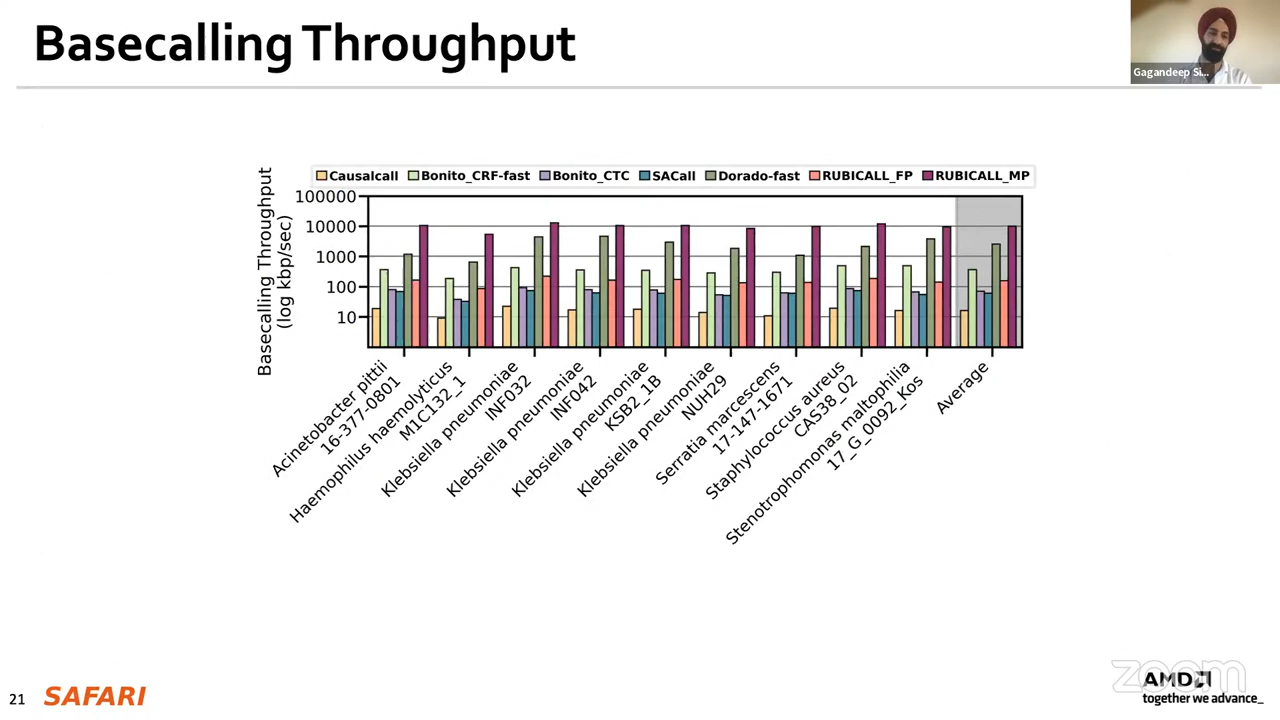 Basecalling Throughput
Gagandeep Si...
Causalcall Bonito_CRF-fast Bonito_CTC SACall Dorado-fast RUBICALL_FP RUBICALL_MP
Basecalling Throughput
(log kbp/sec)
100000
10000
1000
100
10
Acinetobacter pittii
16-377-0801
Haemophilus haemolyticus
M1C132_1
Klebsiella pneumoniae
INF032
Klebsiella pneumoniae
INF042
Klebsiella pneumoniae
KSB2_1B
Klebsiella pneumoniae
NUH29
Serratia marcescens
17-147-1671
Staphylococcus aureus
CAS38_02
Stenotrophomonas maltophilia
17_G_0092_Kos
Average
21 SAFARI
zoom
AMD
together we advance_